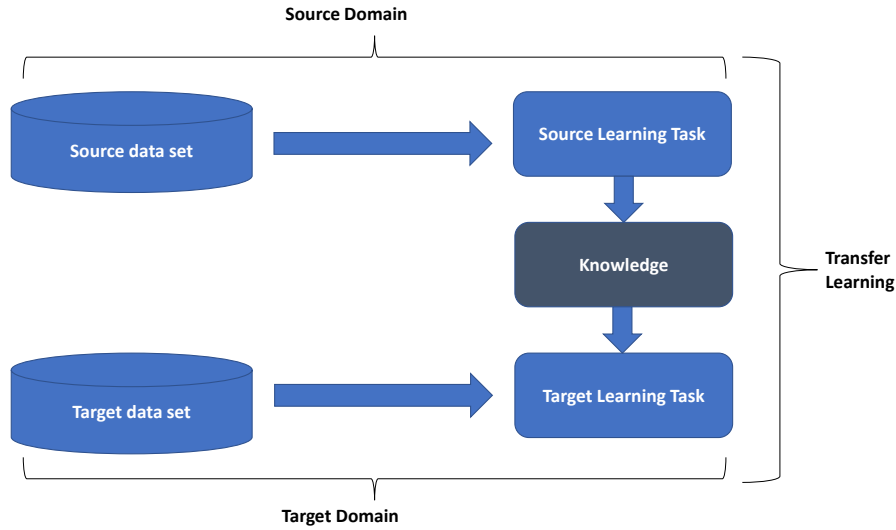 Source Domain
Source data set
Source Learning Task
Knowledge
Transfer
Learning
Target data set
Target Learning Task
Target Domain